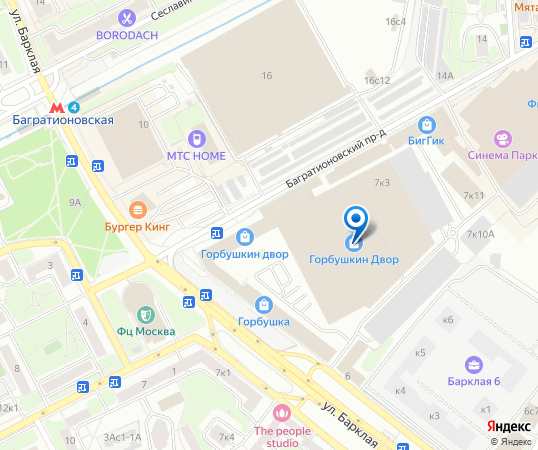 Сеславинс
BORODACH
16с4
14
Мята
ул. Барклая
16
16с12
14А
4
Багратионовская
10
МТС HOME
Багратионовский пр-д
БигГик
Синема Парк
7к3
7к11
9А
Бургер Кинг
7к10А
Горбушкин двор
Горбушкин Двор
3
Горбушка
Фц Москва
к6
к5
8
7
1
7к1
6
Барклая 6
к4
к3
12к1
ул. Барклая
6с7
10
3Ас1-1А
7к4
The people
studio
Яндекс
© Яндекс